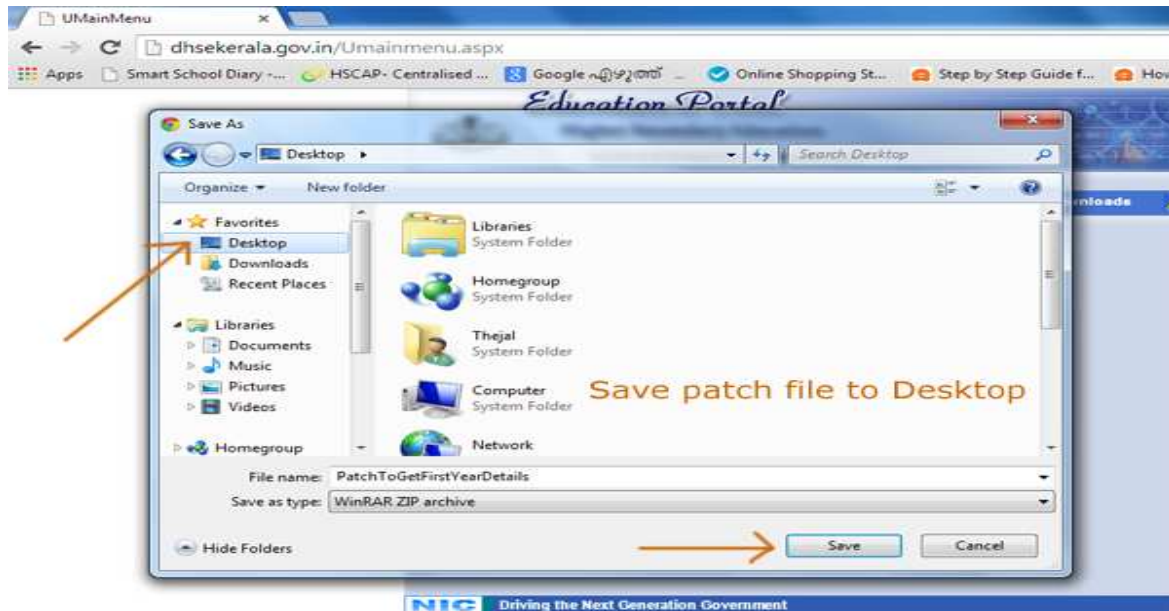 UMainMenu
dhsekerala.gov.in/Umainmenu.aspx
Apps Smart School Diary -... HSCAP- Centralised ... Google എഴുത്ത് ... Online Shopping St... Step by Step Guide f... How
Education Portal
Save As
Desktop
Search Desktop
Organize New folder
nloads
Favorites
Desktop
Downloads
Recent Places
Libraries
Documents
Music
Pictures
Videos
Homegroup
Libraries
System Folder
Homegroup
System Folder
Thejal
System Folder
Computer
System Folder
Network
Save patch file to Desktop
File name: PatchToGetFirstYearDetails
Save as type: WinRAR ZIP archive
Hide Folders
Save Cancel
NIC Driving the Next Generation Government